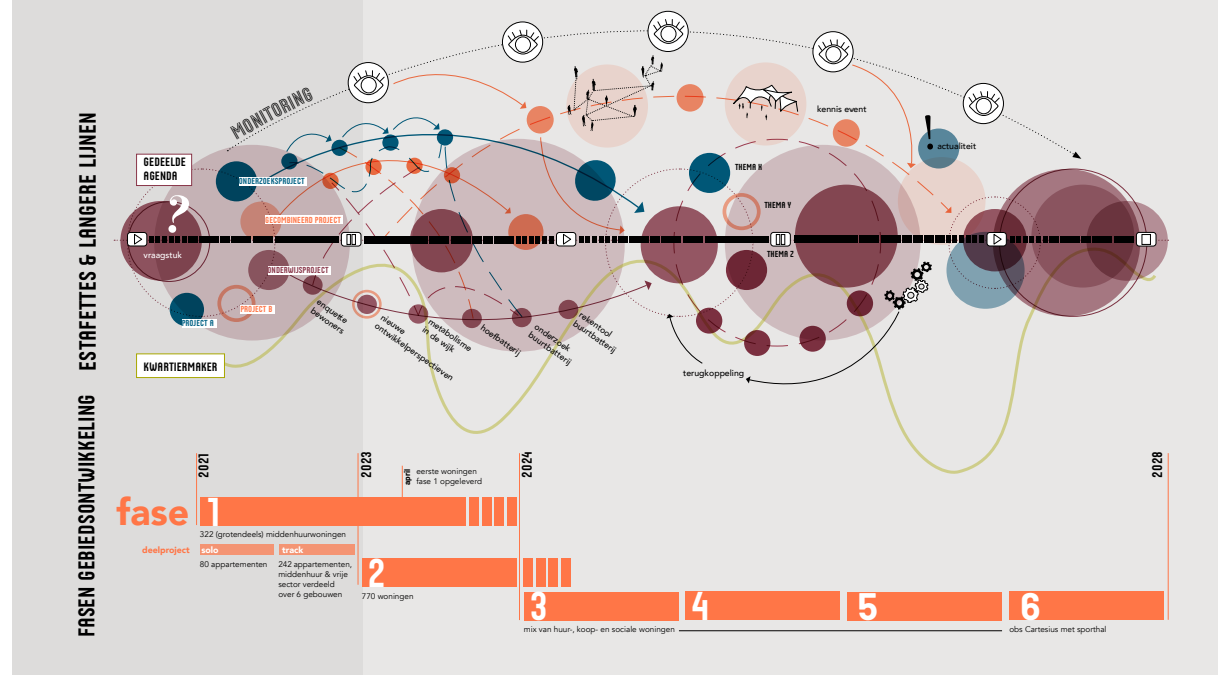 ESTAFETTES & LANGERE LIJNEN
MONITORING
GEDEELDE
AGENDA
?
vraagstuk
ONDERZOEKSPROJECT
GECOMBINEERD PROJECT
ONDERWIJSPROJECT
PROJECT B
PROJECT A
KWARTIERMAKER
enquette
bewoners
nieuwe
ontwikkelperspectieven
metabolisme
in de wijk
hoefbatterij
onderzoek
buurtbatterij
rekentool
buurtbatterij
THEMA X
THEMA Y
THEMA Z
kennis event
!
actualiteit
terugkoppeling
FASEN GEBIEDSONTWIKKELING
2021
2023
april
eerste woningen
fase 1 opgeleverd
2024
2028
fase
1
322 (grotendeels) middenhuurwoningen
deelproject
solo
track
80 appartementen
242 appartementen,
middenhuur & vrije
sector verdeeld
over 6 gebouwen
2
770 woningen
3
4
5
6
mix van huur-, koop- en sociale woningen
obs Cartesius met sporthal